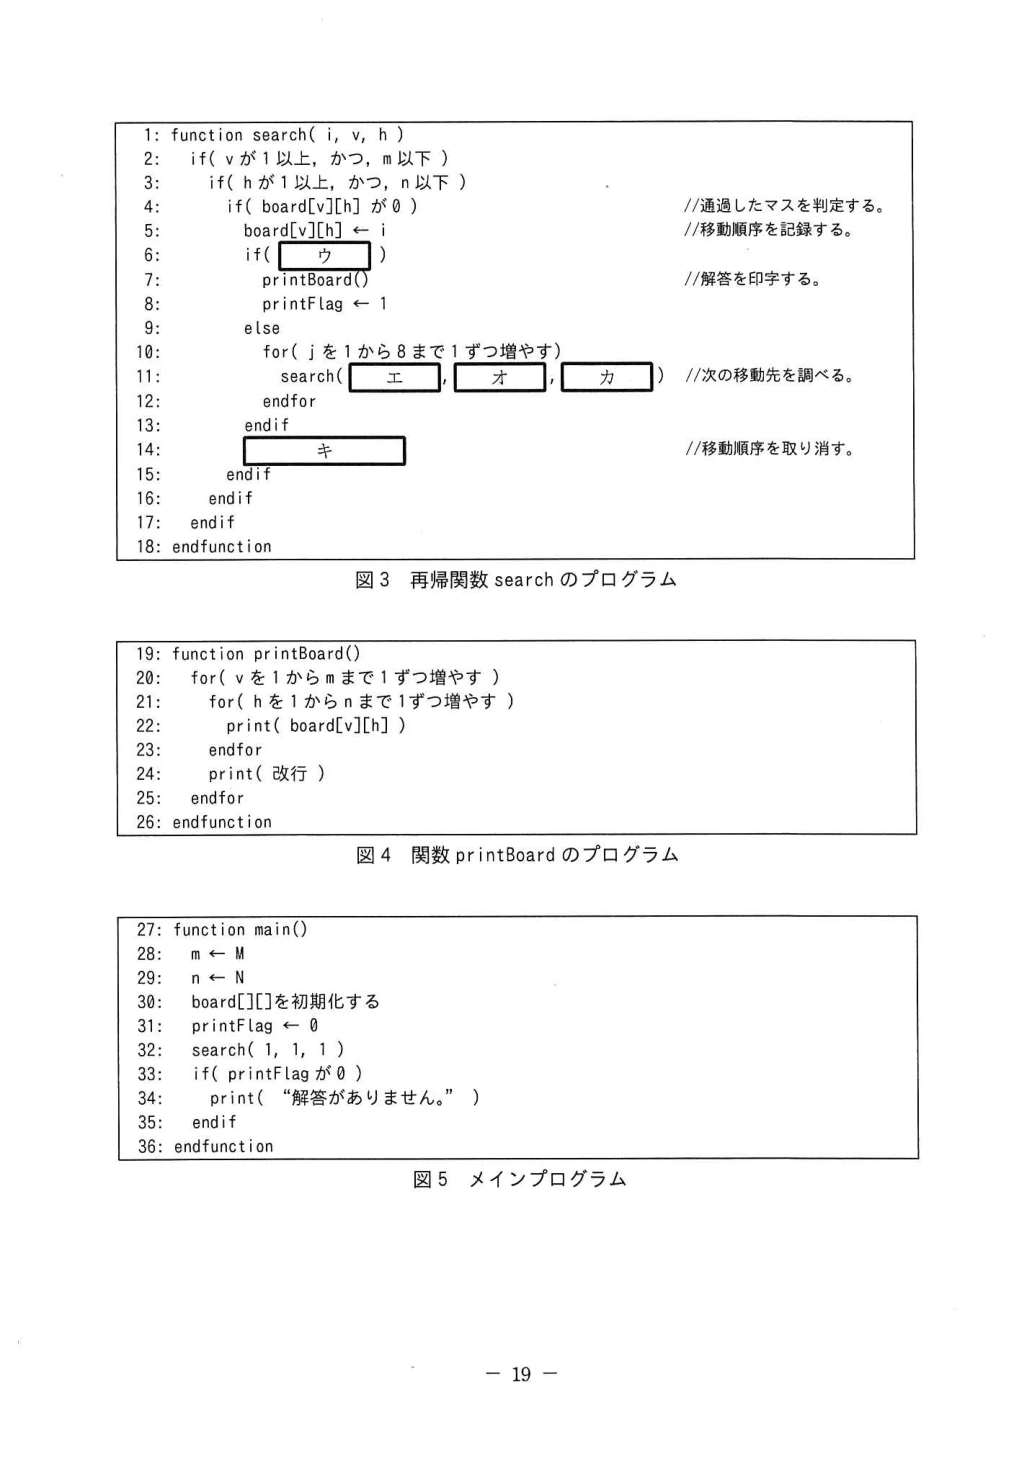 1: function search( i, v, h )
2: if( v が 1 以上，かつ，m 以下 )
3: if( h が 1 以上，かつ，n 以下 )
4: if( board[v][h] が 0 ) //通過したマスを判定する。
5: board[v][h] ← i //移動順序を記録する。
6: if( ウ )
7: printBoard() //解答を印字する。
8: printFlag ← 1
9: else
10: for( j を 1 から 8 まで 1 ずつ増やす)
11: search( エ , オ , カ ) //次の移動先を調べる。
12: endfor
13: endif
14: キ //移動順序を取り消す。
15: endif
16: endif
17: endif
18: endfunction
図3 再帰関数 search のプログラム
19: function printBoard()
20: for( v を 1 から m まで 1 ずつ増やす )
21: for( h を 1 から n まで 1ずつ増やす )
22: print( board[v][h] )
23: endfor
24: print( 改行 )
25: endfor
26: endfunction
図4 関数 printBoard のプログラム
27: function main()
28: m ← M
29: n ← N
30: board[][]を初期化する
31: printFlag ← 0
32: search( 1, 1, 1 )
33: if( printFlag が 0 )
34: print( “解答がありません。” )
35: endif
36: endfunction
図5 メインプログラム
— 19 —